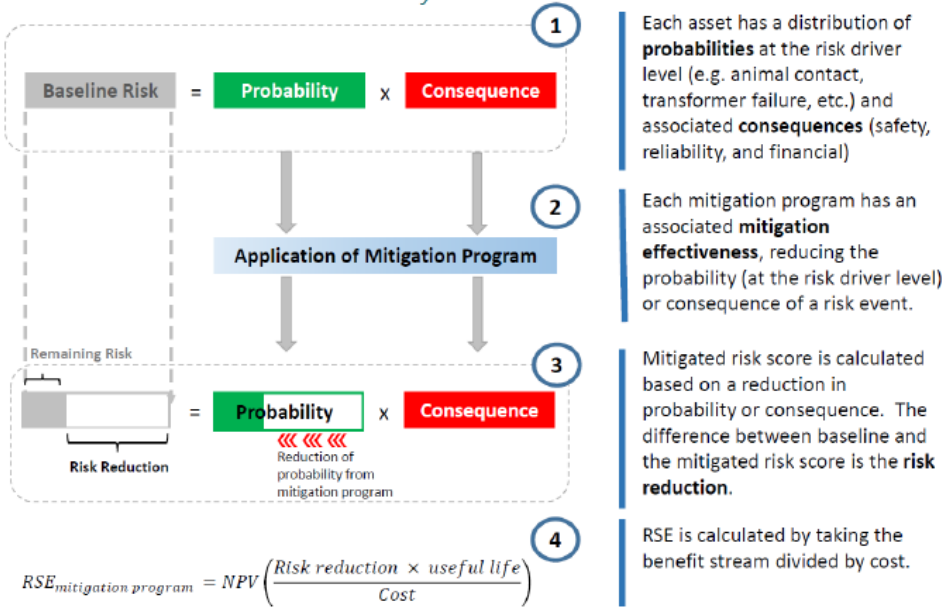 1
Baseline Risk = Probability x Consequence
Each asset has a distribution of
probabilities at the risk driver
level (e.g. animal contact,
transformer failure, etc.) and
associated consequences (safety,
reliability, and financial)
2
Application of Mitigation Program
Each mitigation program has an
associated mitigation
effectiveness, reducing the
probability (at the risk driver level)
or consequence of a risk event.
Remaining Risk
3
= Probability x Consequence
Risk Reduction
Reduction of
probability from
mitigation program
Mitigated risk score is calculated
based on a reduction in
probability or consequence. The
difference between baseline and
the mitigated risk score is the risk
reduction.
4
RSE mitigation program = NPV (Risk reduction × useful life / Cost)
RSE is calculated by taking the
benefit stream divided by cost.